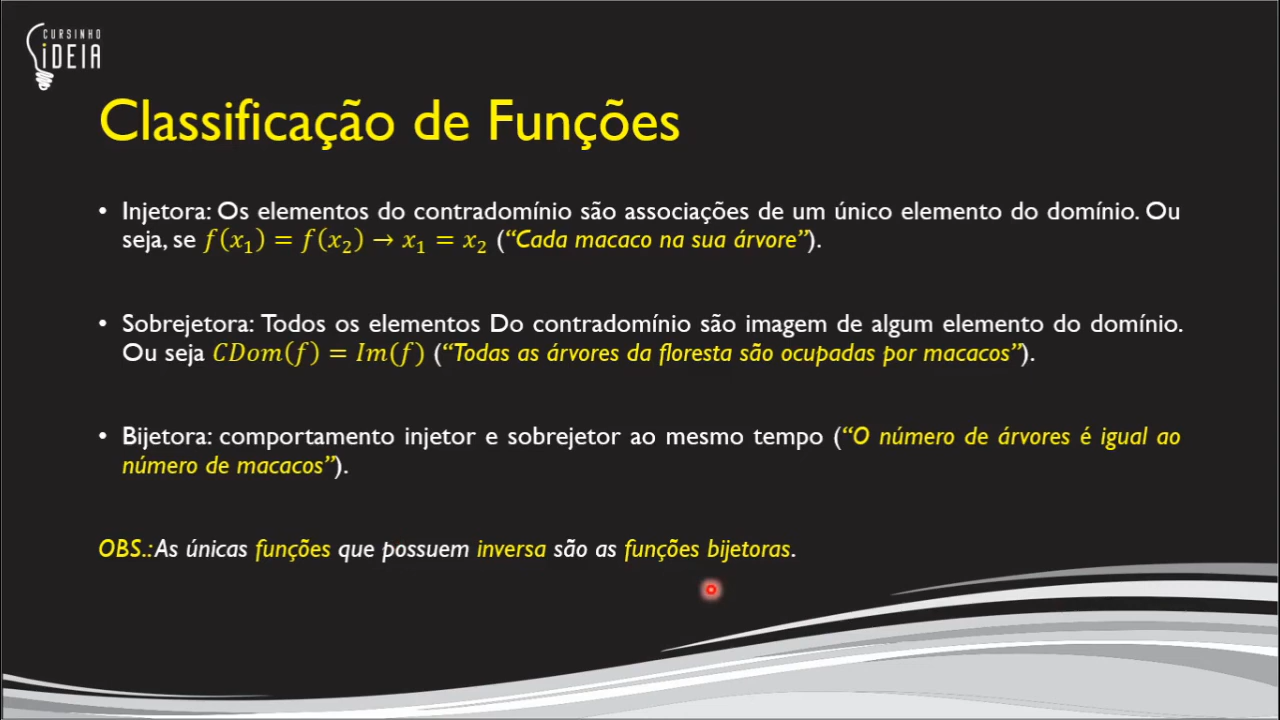 CURSINHO
iDEIA
Classificação de Funções
• Injetora: Os elementos do contradomínio são associações de um único elemento do domínio. Ou
seja, se f(x₁) = f(x₂) → x₁ = x₂ (“Cada macaco na sua árvore”).
• Sobrejetora: Todos os elementos Do contradomínio são imagem de algum elemento do domínio.
Ou seja CDom(f) = Im(f) (“Todas as árvores da floresta são ocupadas por macacos”).
• Bijetora: comportamento injetor e sobrejetor ao mesmo tempo (“O número de árvores é igual ao
número de macacos”).
OBS.: As únicas funções que possuem inversa são as funções bijetoras.